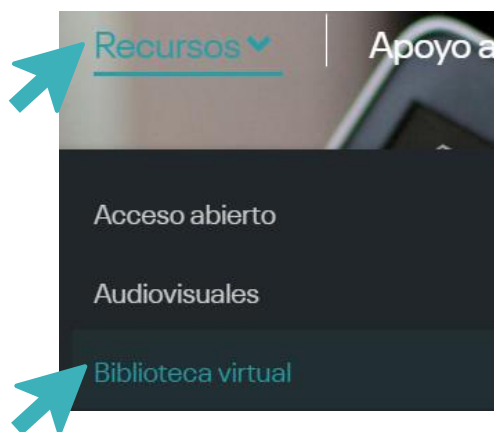 Recursos Apoyo a
Acceso abierto
Audiovisuales
Biblioteca virtual